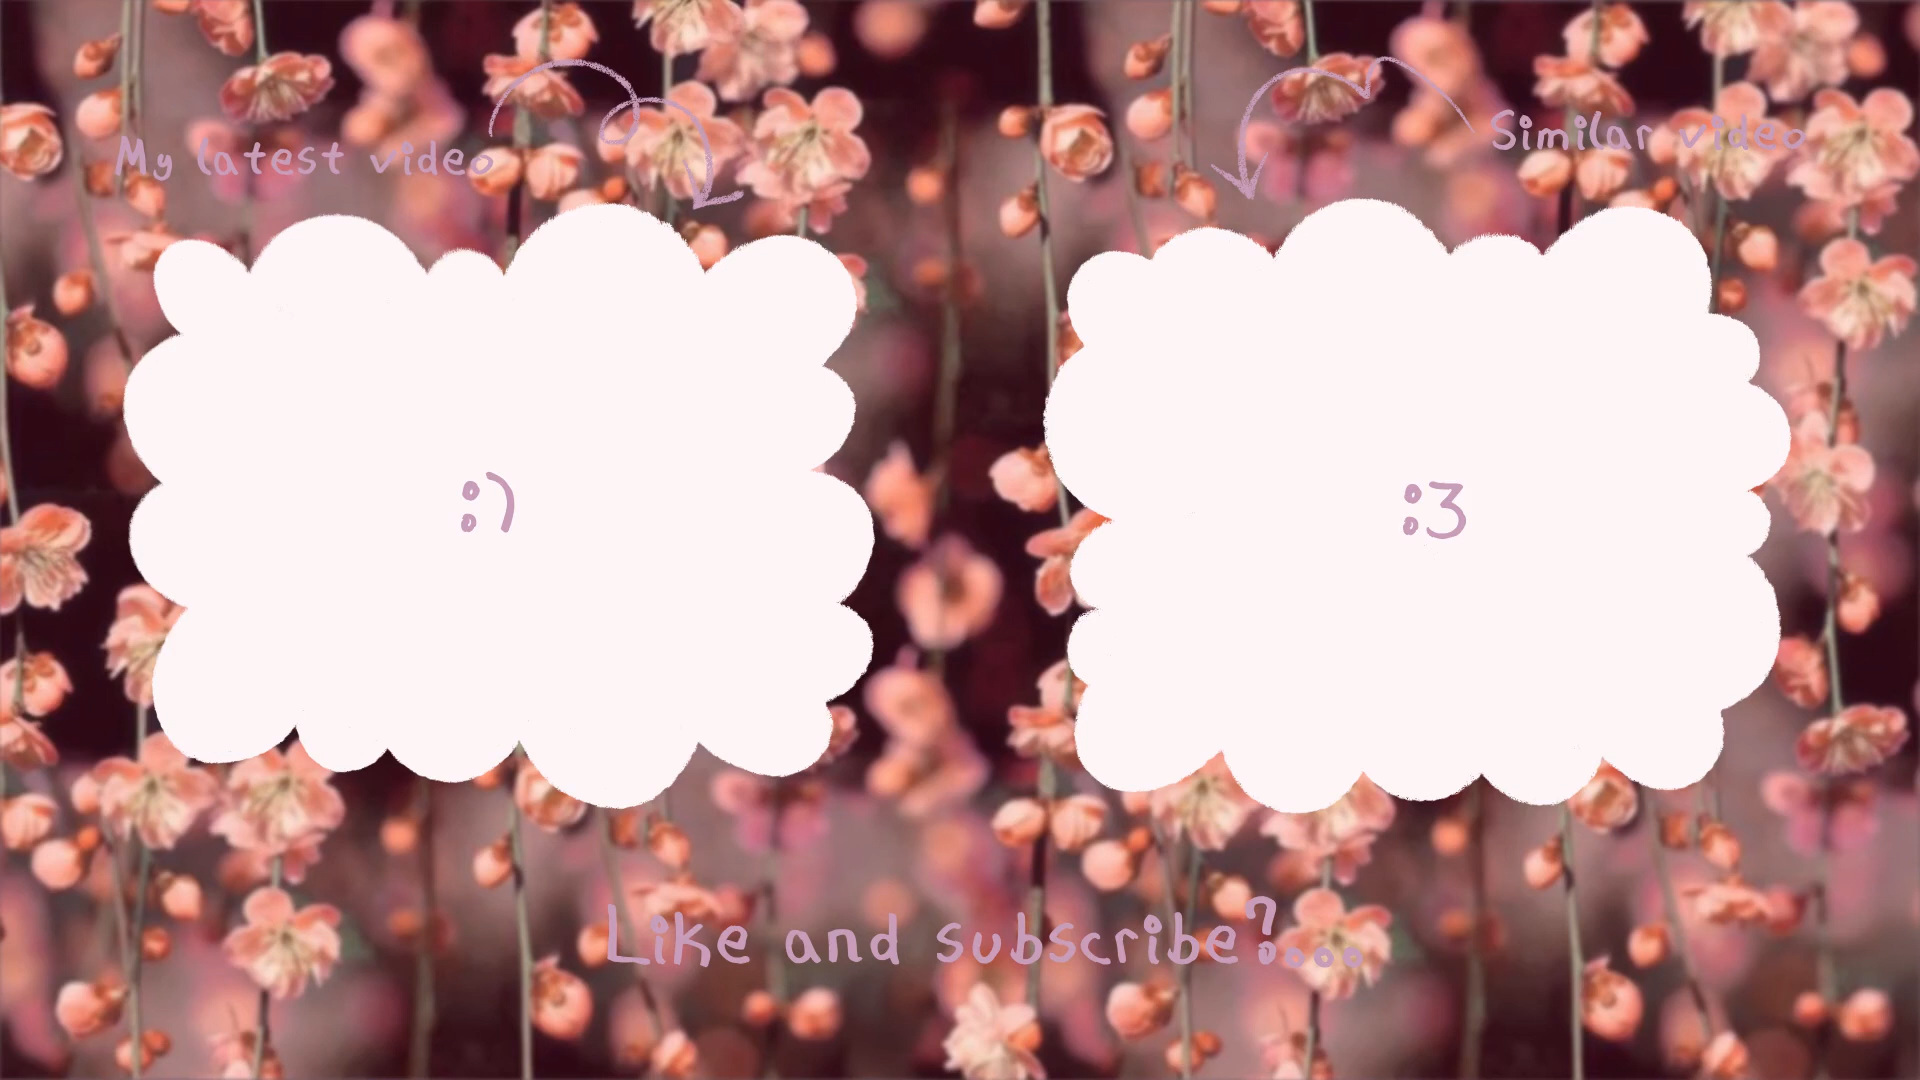 My latest video
Similar video
:)
:3
Like and subscribe?....